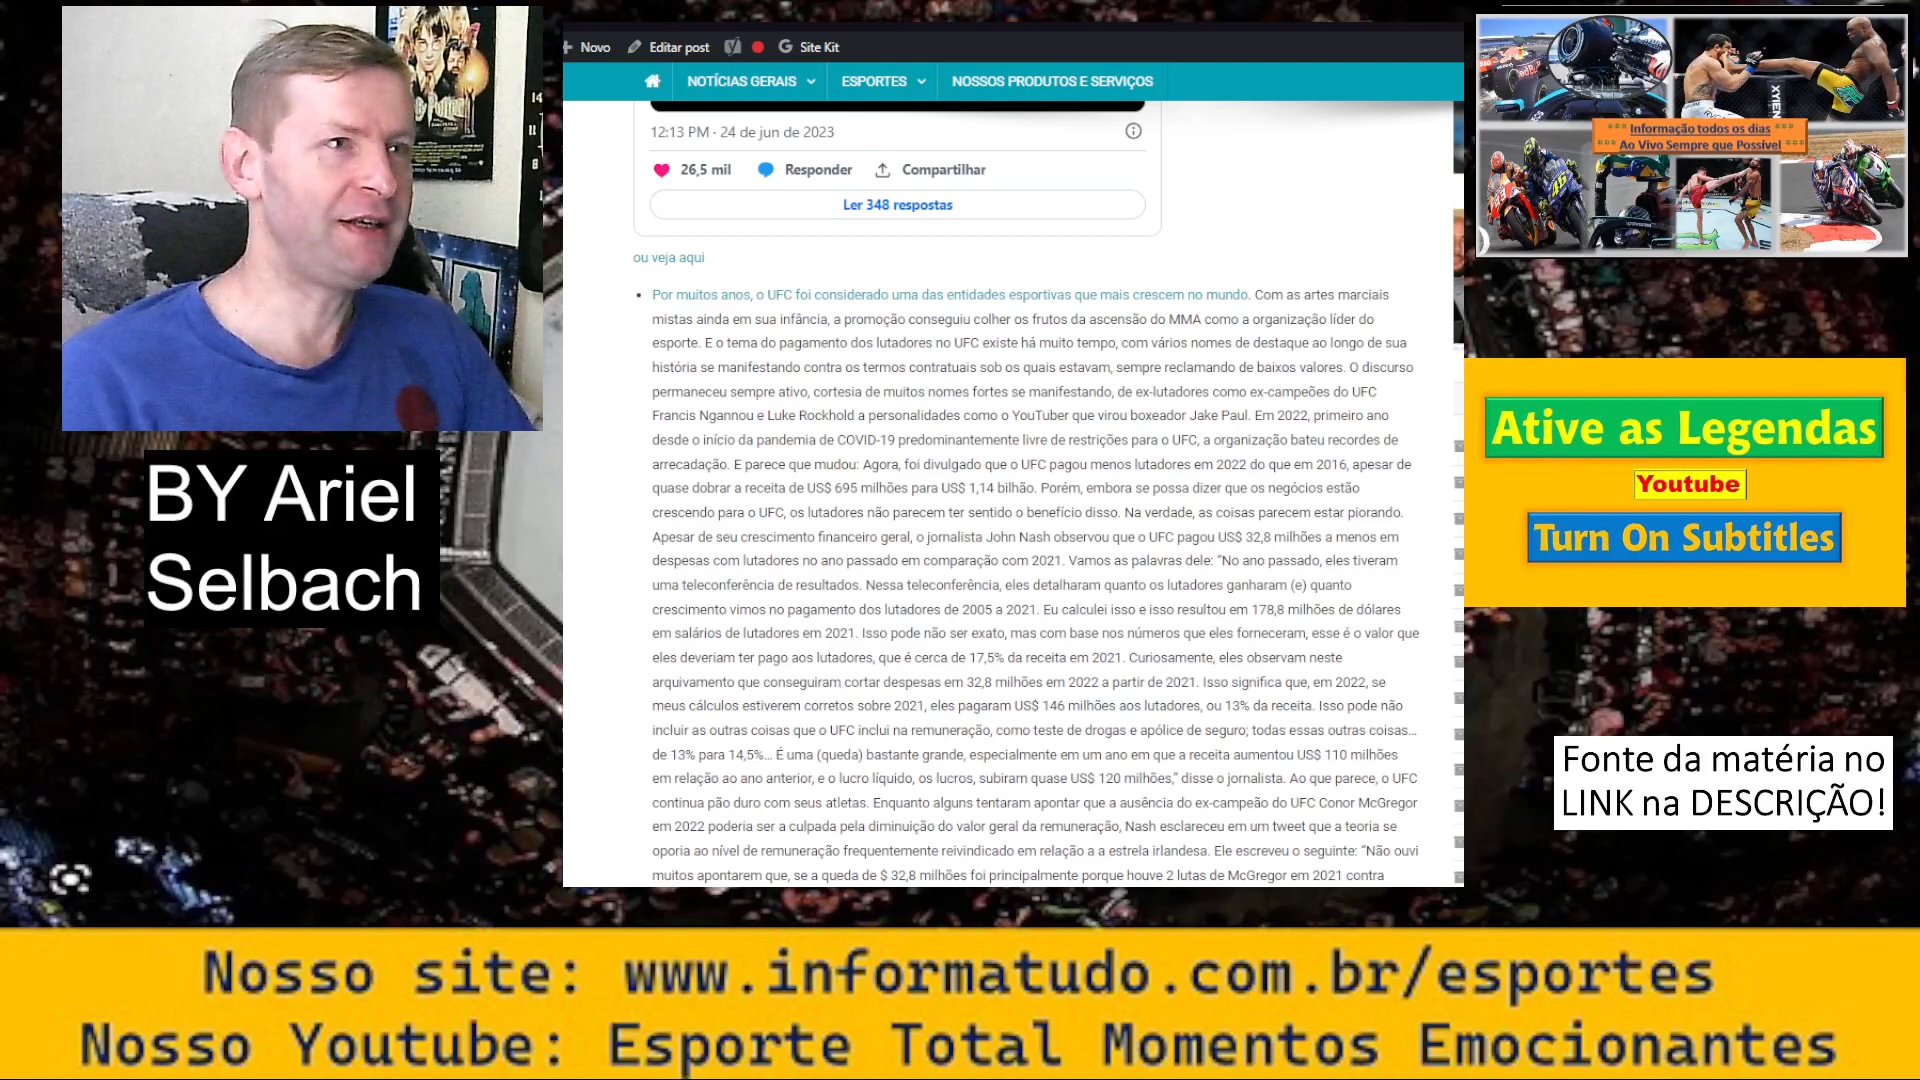 Novo
Editar post
Site Kit
NOTÍCIAS GERAIS
ESPORTES
NOSSOS PRODUTOS E SERVIÇOS
12:13 PM · 24 de jun de 2023
26,5 mil
Responder
Compartilhar
Ler 348 respostas
ou veja aqui
Por muitos anos, o UFC foi considerado uma das entidades esportivas que mais crescem no mundo. Com as artes marciais
mistas ainda em sua infância, a promoção conseguiu colher os frutos da ascensão do MMA como a organização líder do
esporte. E o tema do pagamento dos lutadores no UFC existe há muito tempo, com vários nomes de destaque ao longo de sua
história se manifestando contra os termos contratuais sob os quais estavam, sempre reclamando de baixos valores. O discurso
permaneceu sempre ativo, cortesia de muitos nomes fortes se manifestando, de ex-lutadores como ex-campeões do UFC
Francis Ngannou e Luke Rockhold a personalidades como o YouTuber que virou boxeador Jake Paul. Em 2022, primeiro ano
desde o início da pandemia de COVID-19 predominantemente livre de restrições para o UFC, a organização bateu recordes de
arrecadação. E parece que mudou: Agora, foi divulgado que o UFC pagou menos lutadores em 2022 do que em 2016, apesar de
quase dobrar a receita de US$ 695 milhões para US$ 1,14 bilhão. Porém, embora se possa dizer que os negócios estão
crescendo para o UFC, os lutadores não parecem ter sentido o benefício disso. Na verdade, as coisas parecem estar piorando.
Apesar de seu crescimento financeiro geral, o jornalista John Nash observou que o UFC pagou US$ 32,8 milhões a menos em
despesas com lutadores no ano passado em comparação com 2021. Vamos as palavras dele: “No ano passado, eles tiveram
uma teleconferência de resultados. Nessa teleconferência, eles detalharam quanto os lutadores ganharam (e) quanto
crescimento vimos no pagamento dos lutadores de 2005 a 2021. Eu calculei isso e isso resultou em 178,8 milhões de dólares
em salários de lutadores em 2021. Isso pode não ser exato, mas com base nos números que eles forneceram, esse é o valor que
eles deveriam ter pago aos lutadores, que é cerca de 17,5% da receita em 2021. Curiosamente, eles observam neste
arquivamento que conseguiram cortar despesas em 32,8 milhões em 2022 a partir de 2021. Isso significa que, em 2022, se
meus cálculos estiverem corretos sobre 2021, eles pagaram US$ 146 milhões aos lutadores, ou 13% da receita. Isso pode não
incluir as outras coisas que o UFC inclui na remuneração, como teste de drogas e apólice de seguro; todas essas outras coisas…
de 13% para 14,5%… É uma (queda) bastante grande, especialmente em um ano em que a receita aumentou US$ 110 milhões
em relação ao ano anterior, e o lucro líquido, os lucros, subiram quase US$ 120 milhões,” disse o jornalista. Ao que parece, o UFC
continua pão duro com seus atletas. Enquanto alguns tentaram apontar que a ausência do ex-campeão do UFC Conor McGregor
em 2022 poderia ser a culpada pela diminuição do valor geral da remuneração, Nash esclareceu em um tweet que a teoria se
oporia ao nível de remuneração frequentemente reivindicado em relação a a estrela irlandesa. Ele escreveu o seguinte: “Não ouvi
muitos apontarem que, se a queda de $ 32,8 milhões foi principalmente porque houve 2 lutas de McGregor em 2021 contra
BY Ariel
Selbach
*** Informação todos os dias ***
*** Ao Vivo Sempre que Possível ***
Ative as Legendas
Youtube
Turn On Subtitles
Fonte da matéria no
LINK na DESCRIÇÃO!
Nosso site: www.informatudo.com.br/esportes
Nosso Youtube: Esporte Total Momentos Emocionantes